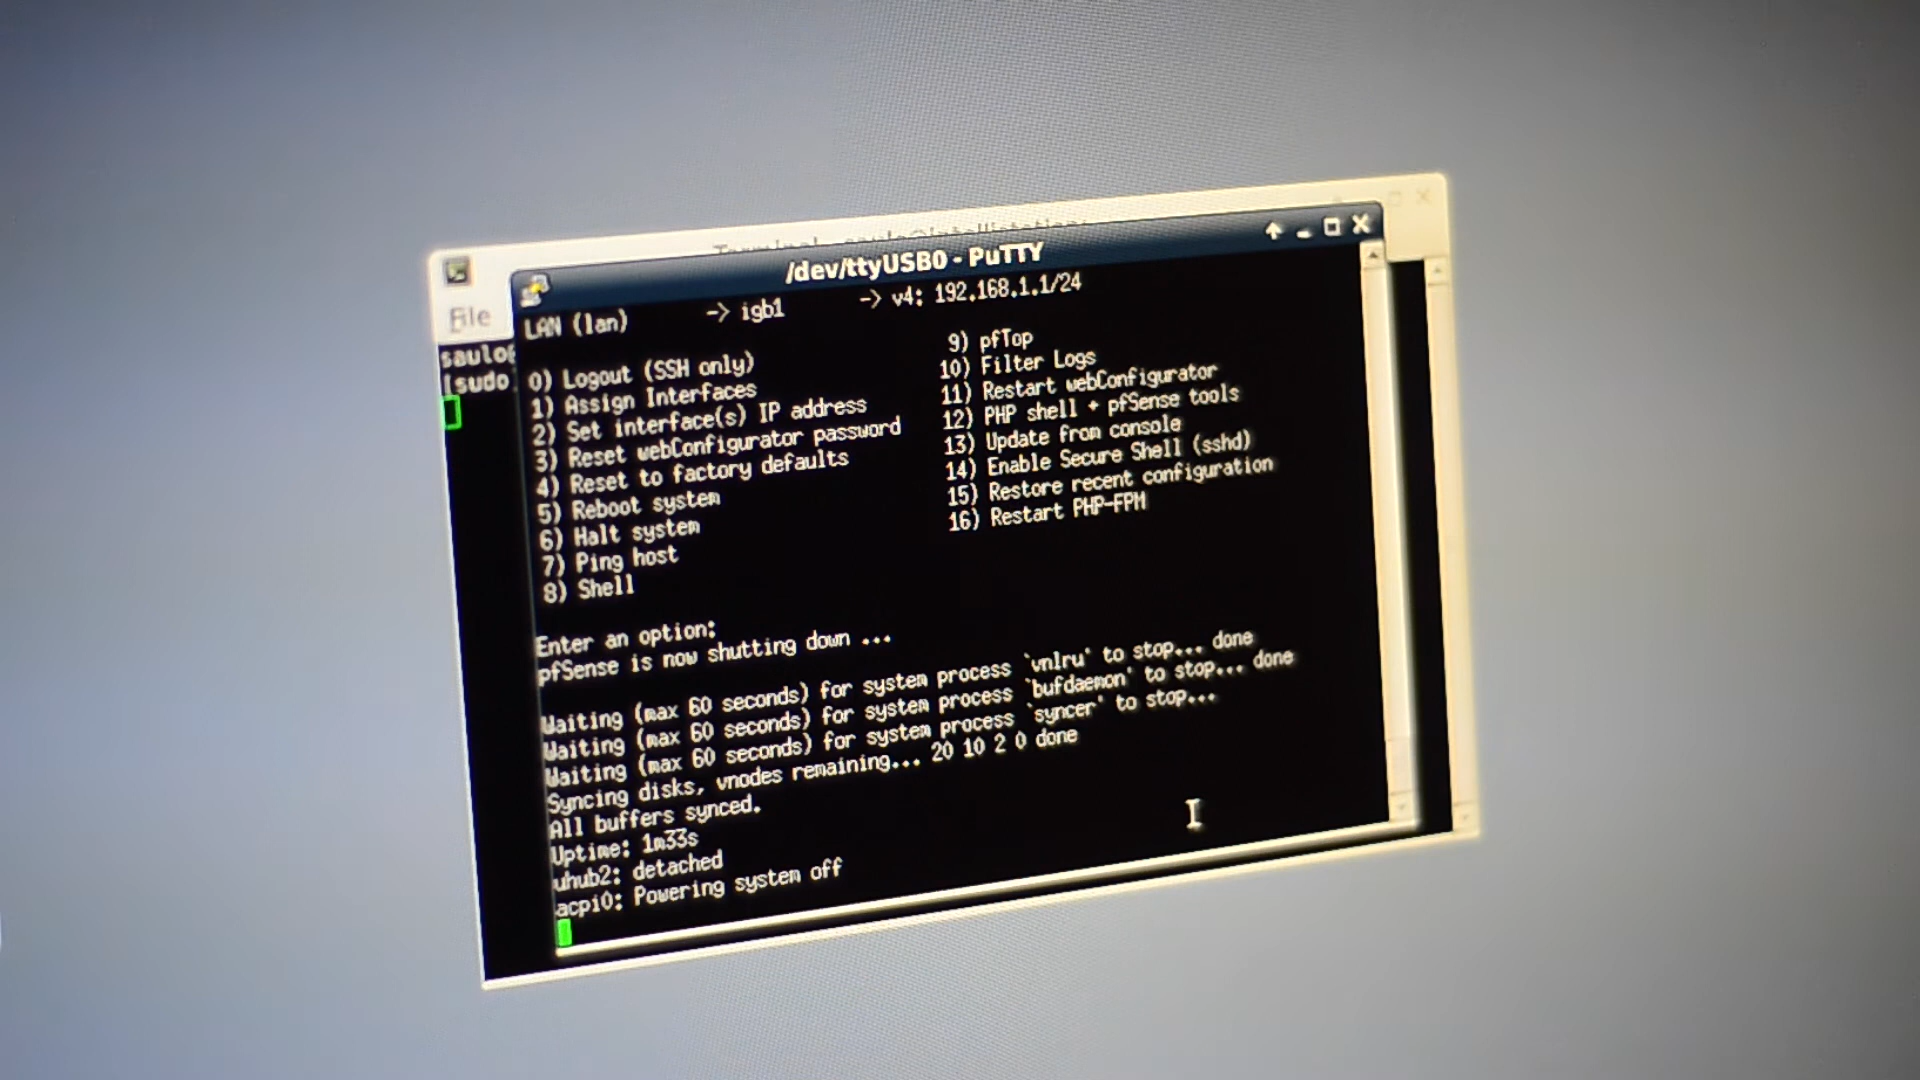 /dev/ttyUSB0 - PuTTY
File
saulo
[sudo
LAN (lan) -> igb1 -> v4: 192.168.1.1/24
0) Logout (SSH only) 9) pfTop
1) Assign Interfaces 10) Filter Logs
2) Set interface(s) IP address 11) Restart webConfigurator
3) Reset webConfigurator password 12) PHP shell + pfSense tools
4) Reset to factory defaults 13) Update from console
5) Reboot system 14) Enable Secure Shell (sshd)
6) Halt system 15) Restore recent configuration
7) Ping host 16) Restart PHP-FPM
8) Shell
Enter an option:
pfSense is now shutting down ...
Waiting (max 60 seconds) for system process `vnlru' to stop... done
Waiting (max 60 seconds) for system process `bufdaemon' to stop... done
Waiting (max 60 seconds) for system process `syncer' to stop...
Syncing disks, vnodes remaining... 20 10 2 0 done
All buffers synced.
Uptime: 1m33s
uhub2: detached
acpi0: Powering system off